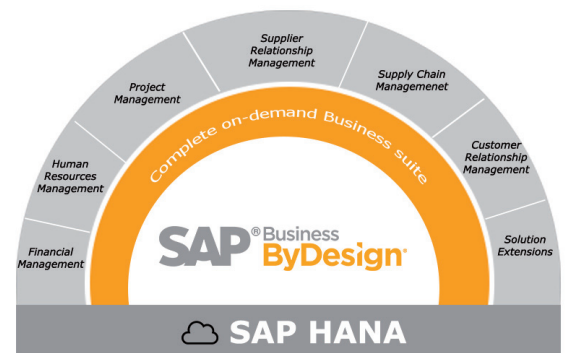 Supplier
Relationship
Management
Supply Chain
Managemenet
Project
Management
Complete on-demand Business suite
Customer
Relationship
Management
Human
Resources
Management
SAP® Business
ByDesign
Financial
Management
Solution
Extensions
SAP HANA